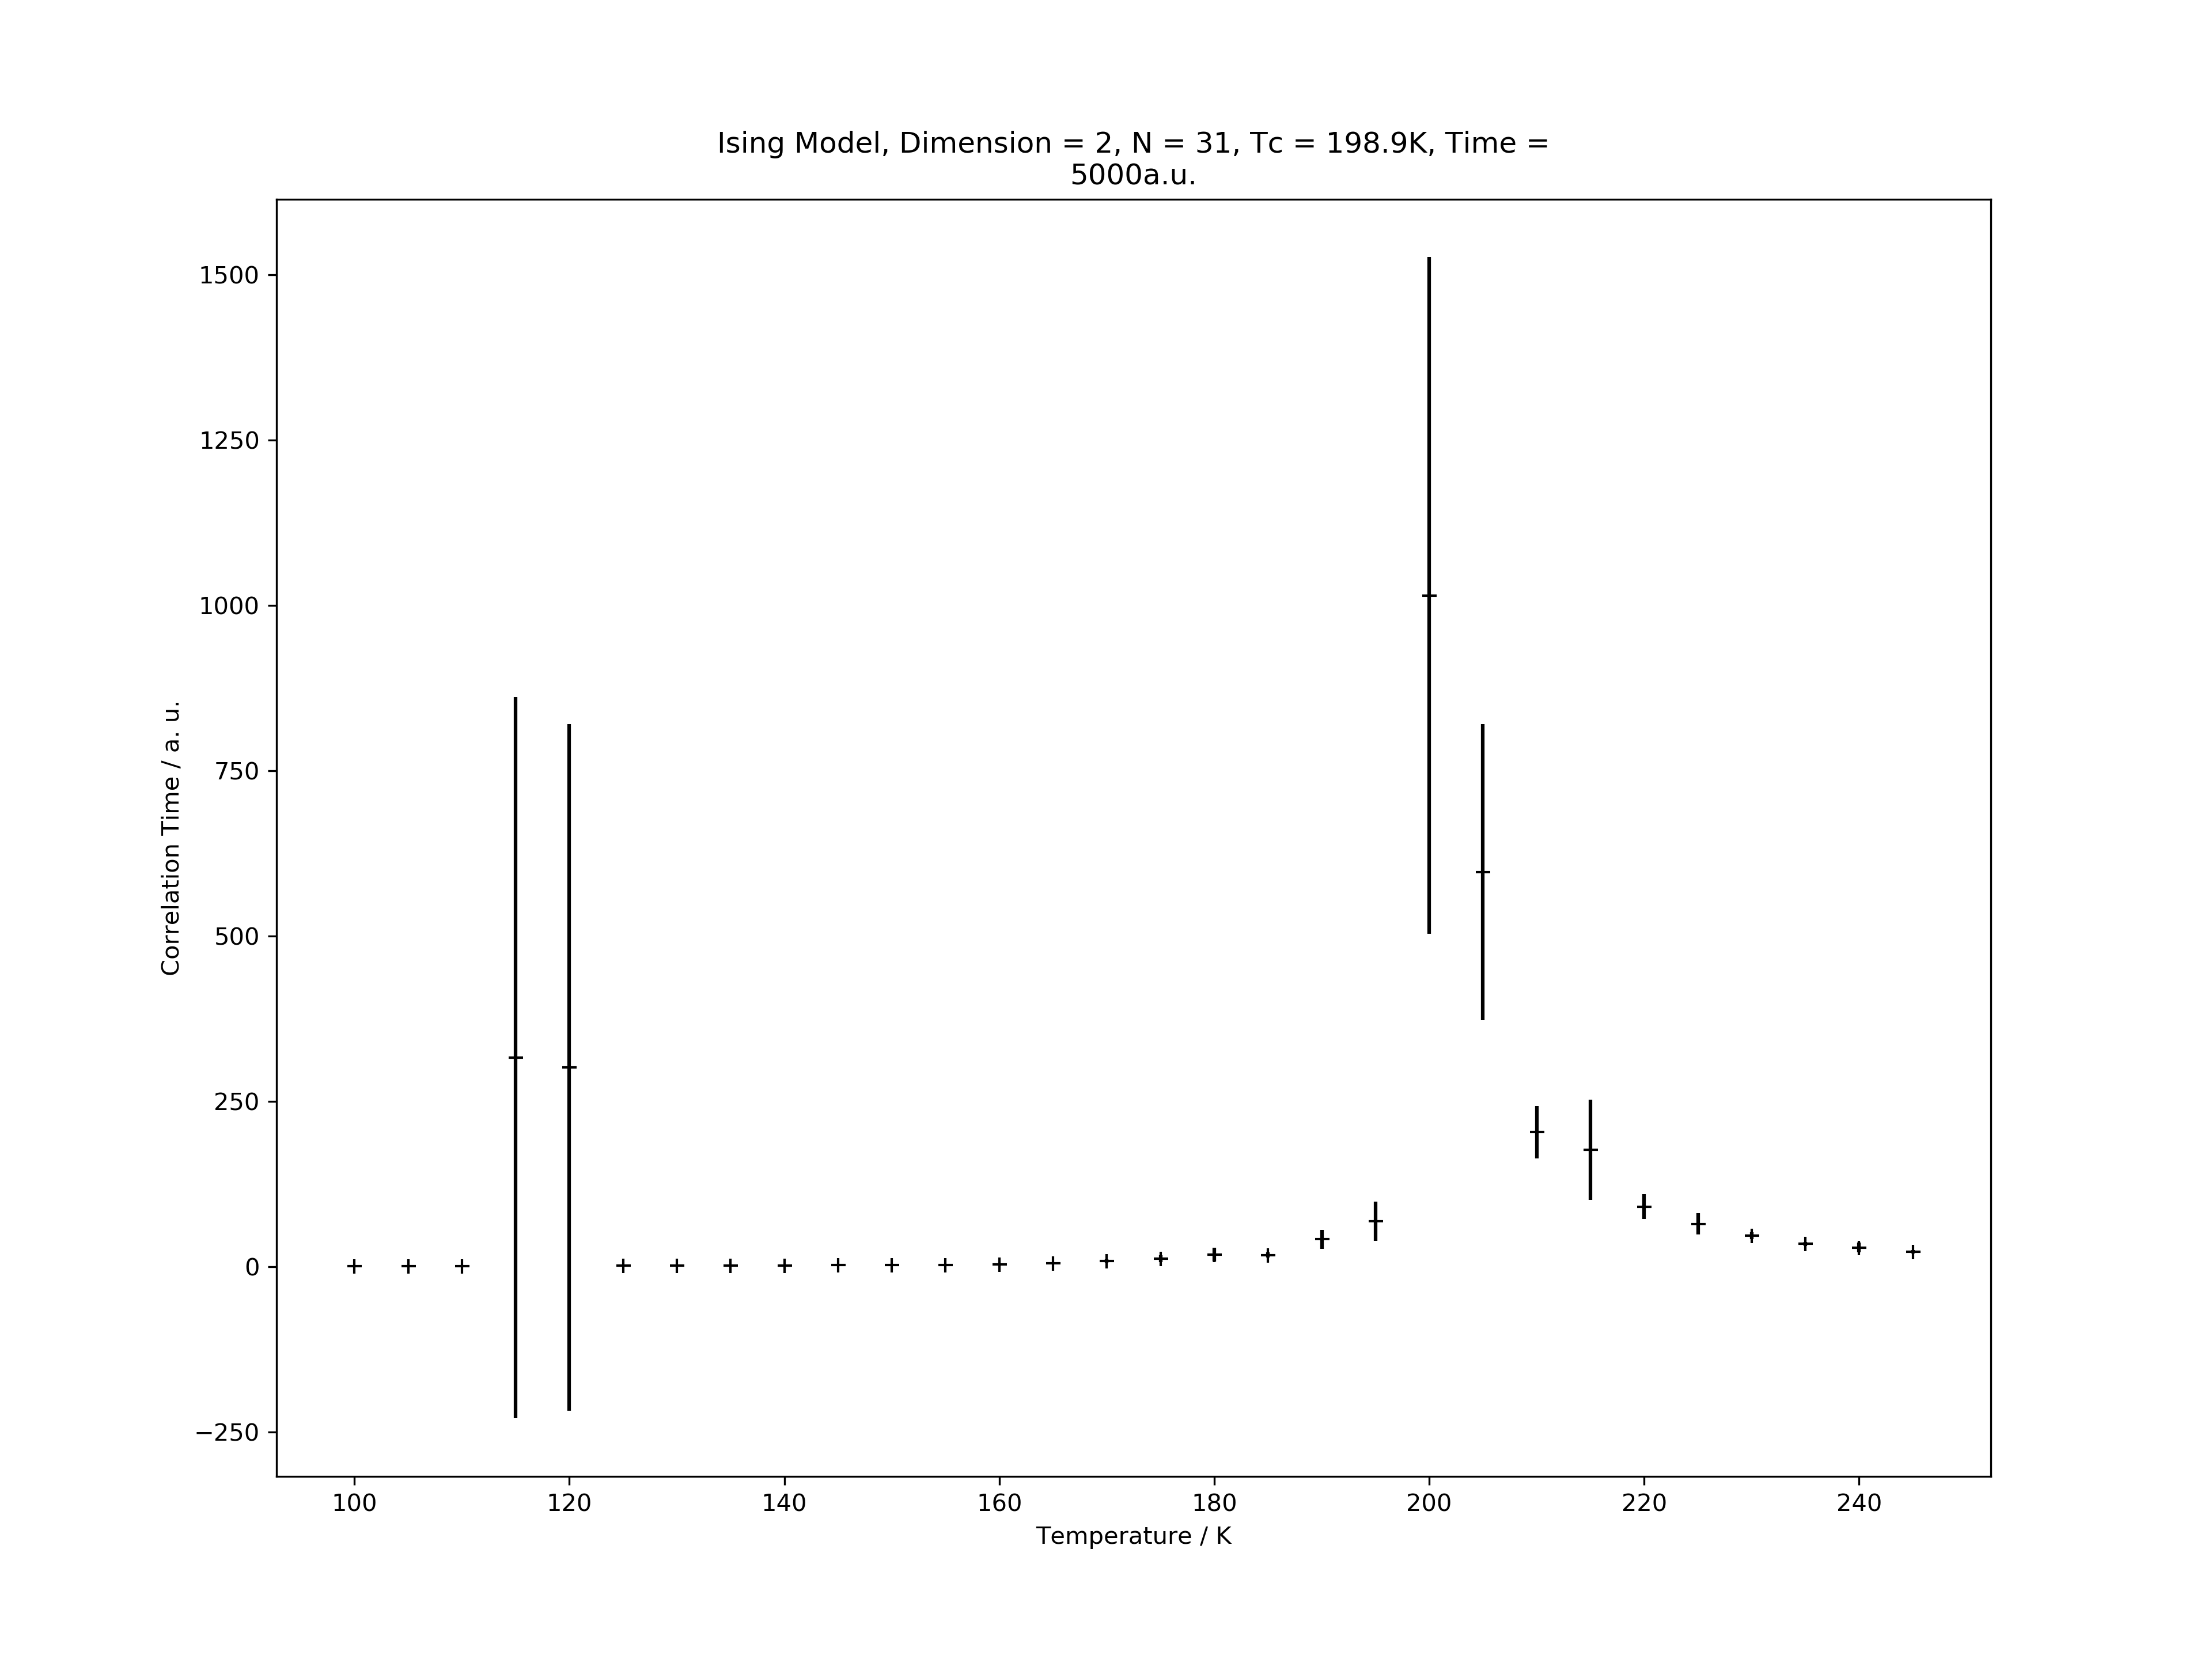 Ising Model, Dimension = 2, N = 31, Tc = 198.9K, Time =
5000a.u.
1500
1250
1000
750
500
250
0
−250
Correlation Time / a. u.
100 120 140 160 180 200 220 240
Temperature / K